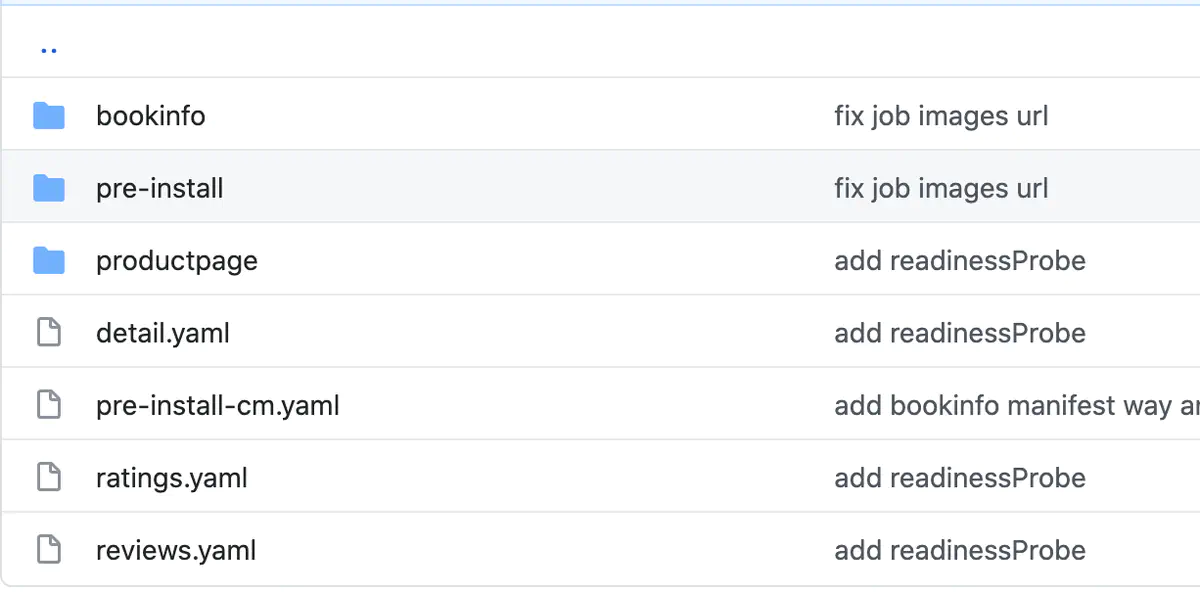 ..
bookinfo fix job images url
pre-install fix job images url
productpage add readinessProbe
detail.yaml add readinessProbe
pre-install-cm.yaml add bookinfo manifest way
ratings.yaml add readinessProbe
reviews.yaml add readinessProbe